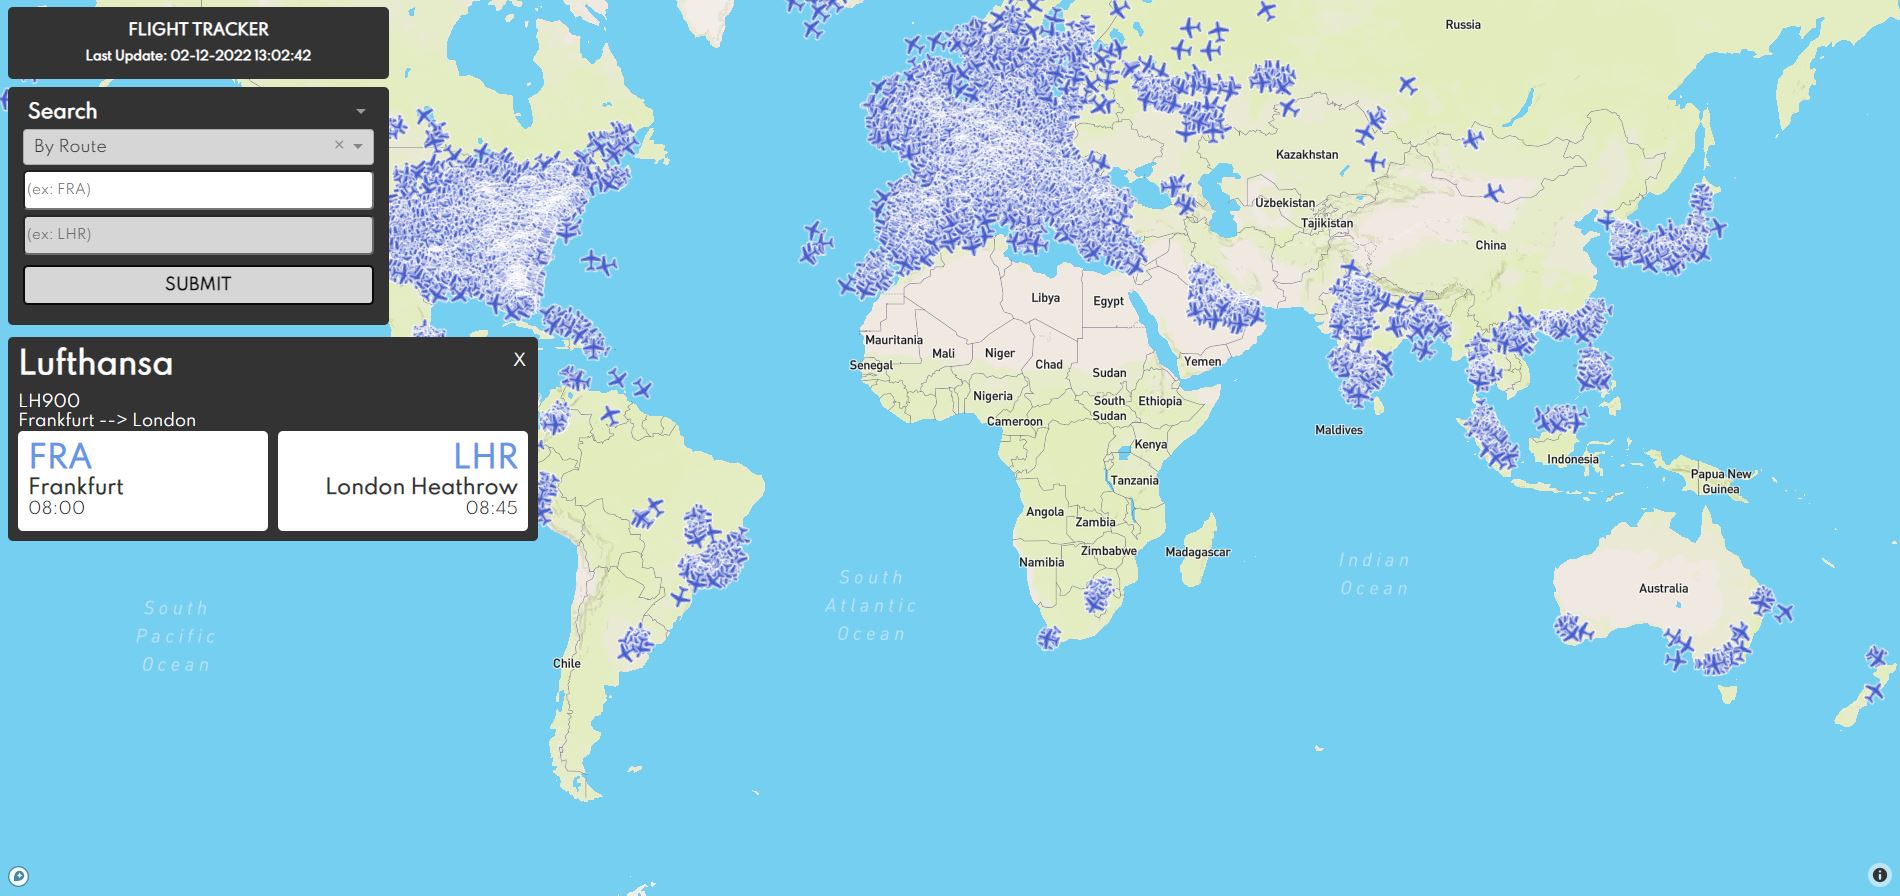 FLIGHT TRACKER
Last Update: 02-12-2022 13:02:42
Search
By Route
(ex: FRA)
(ex: LHR)
SUBMIT
Lufthansa
X
LH900
Frankfurt --> London
FRA
Frankfurt
08:00
LHR
London Heathrow
08:45
Russia
Kazakhstan
Uzbekistan
Tajikistan
China
Libya
Egypt
Mauritania
Mali
Niger
Chad
Sudan
Yemen
Senegal
Nigeria
South
Sudan
Ethiopia
Cameroon
Kenya
Maldives
Tanzania
Indonesia
Papua New
Guinea
Angola
Zambia
Zimbabwe
Namibia
Madagascar
Australia
Chile
South
Pacific
Ocean
South
Atlantic
Ocean
Indian
Ocean